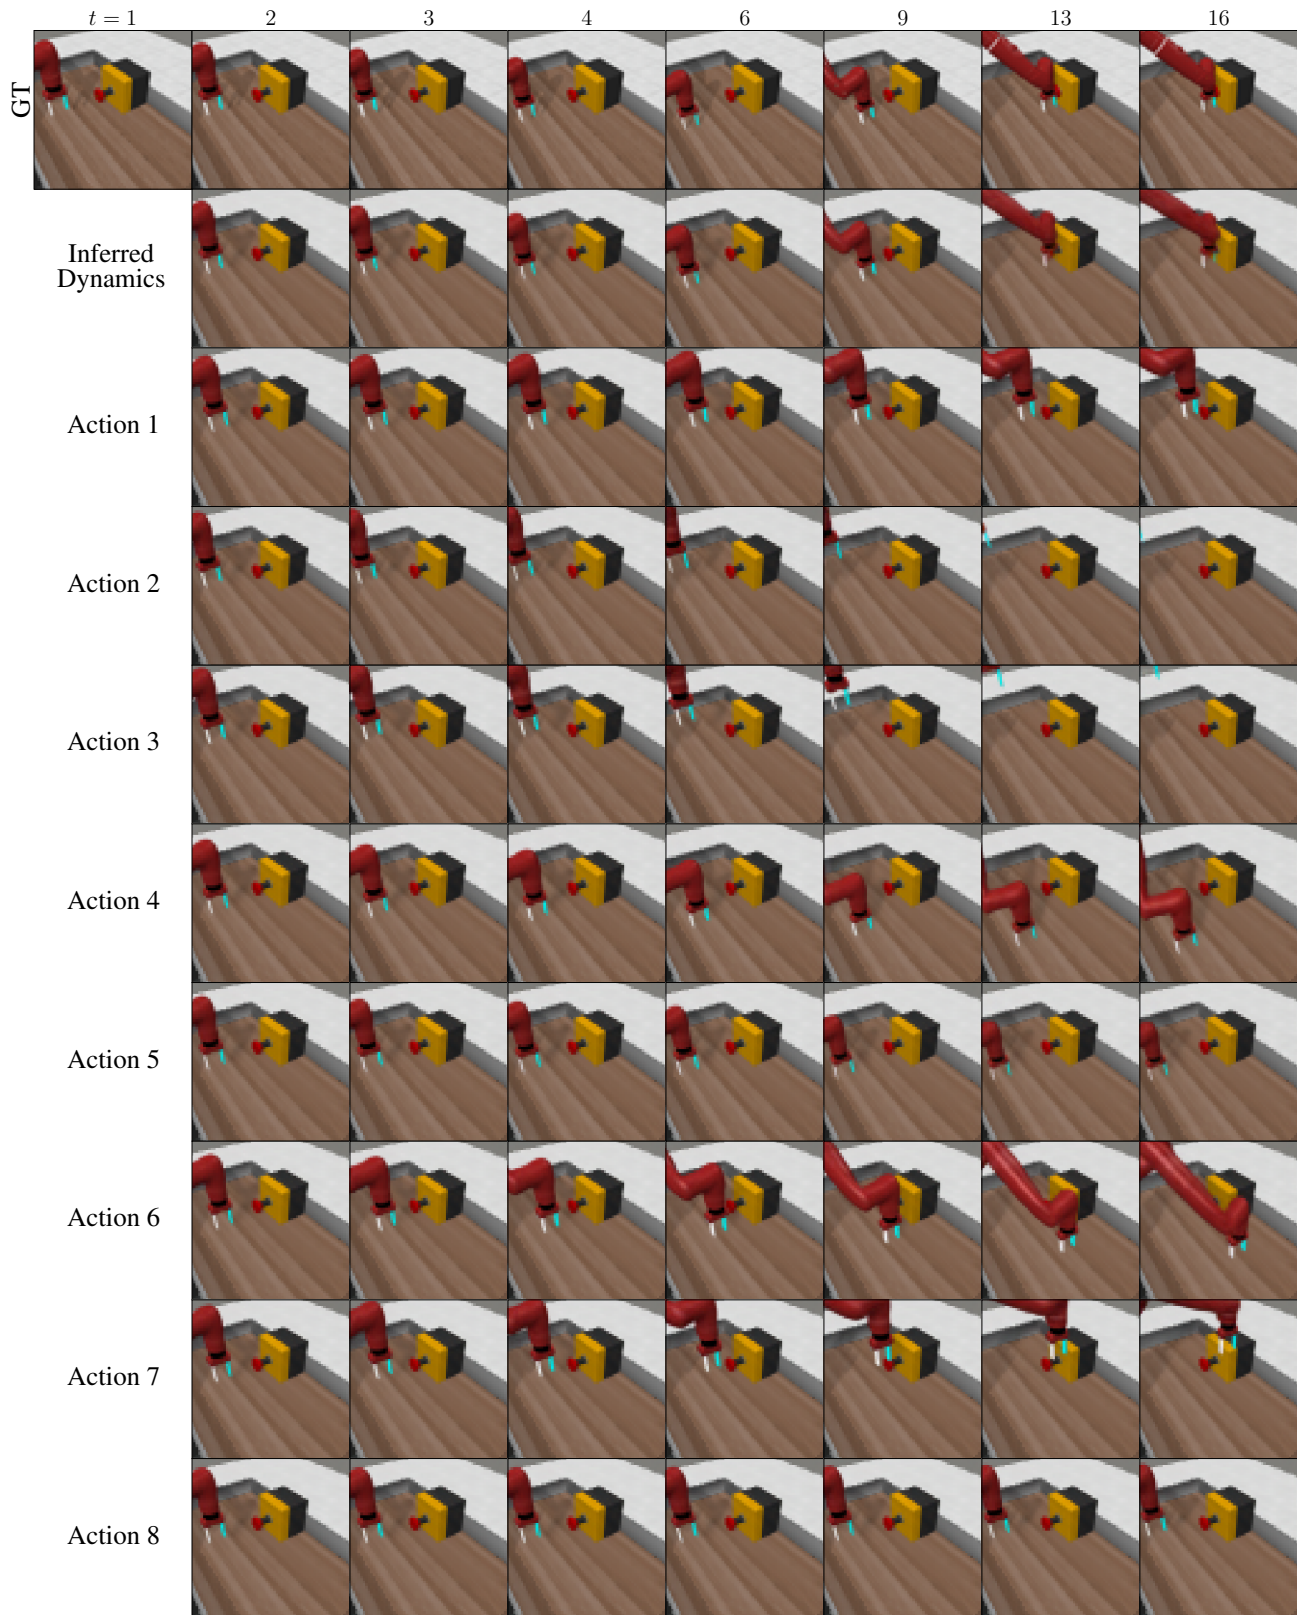 t = 1 2 3 4 6 9 13 16
GT
Inferred
Dynamics
Action 1
Action 2
Action 3
Action 4
Action 5
Action 6
Action 7
Action 8